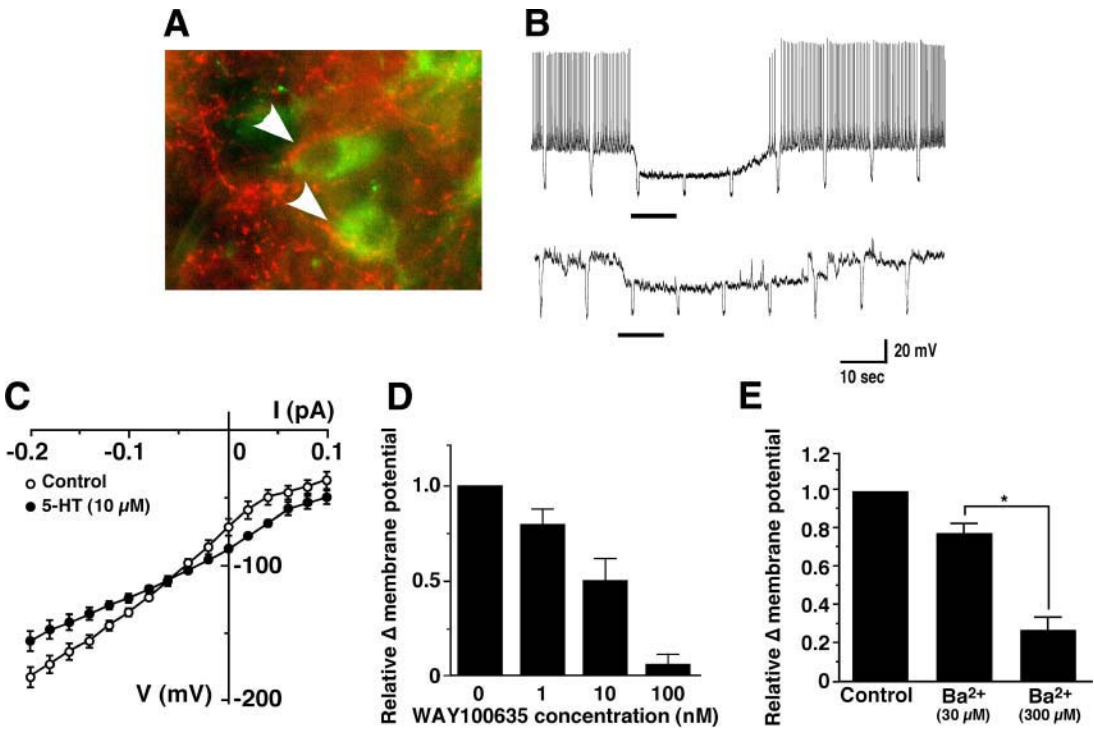 A
B
20 mV
10 sec
C
I (pA)
-0.2
-0.1
0
0.1
Control
5-HT (10 µM)
-100
V (mV)
-200
D
Relative Δ membrane potential
1.0
0.5
0
0
1
10
100
WAY100635 concentration (nM)
E
Relative Δ membrane potential
1.2
1.0
0.8
0.6
0.4
0.2
0
*
Control
Ba2+
(30 µM)
Ba2+
(300 µM)